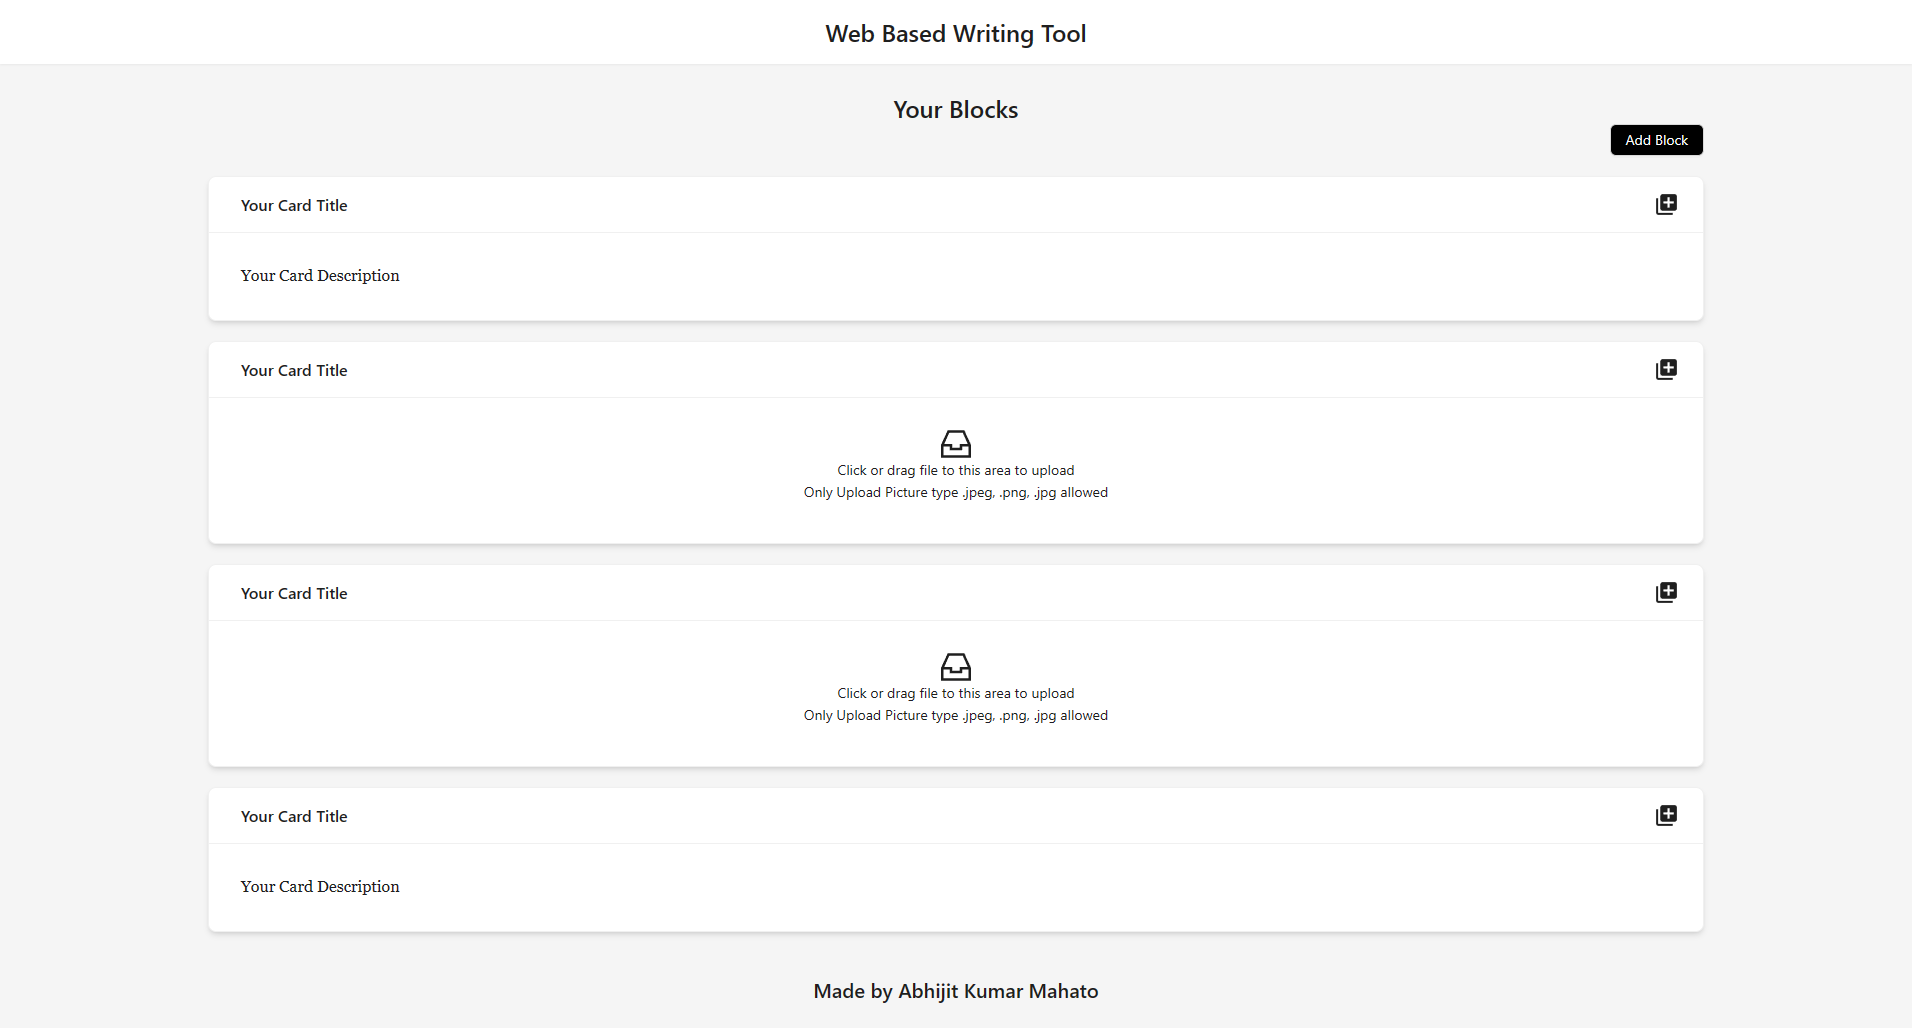 Web Based Writing Tool
Your Blocks
Add Block
Your Card Title
Your Card Description
Your Card Title
Click or drag file to this area to upload
Only Upload Picture type .jpeg, .png, .jpg allowed
Your Card Title
Click or drag file to this area to upload
Only Upload Picture type .jpeg, .png, .jpg allowed
Your Card Title
Your Card Description
Made by Abhijit Kumar Mahato